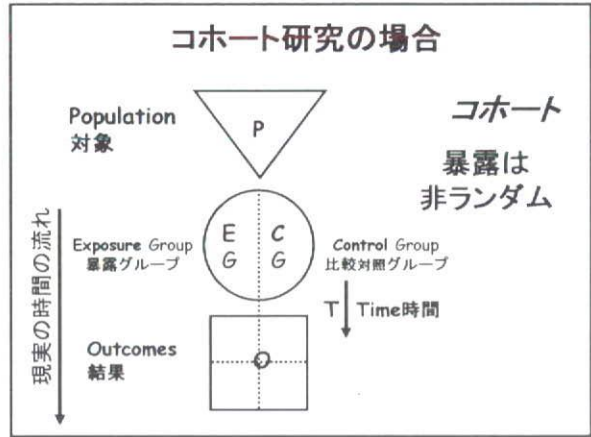 コホート研究の場合
Population
対象
P
コホート
暴露は
非ランダム
現実の時間の流れ
Exposure Group
暴露グループ
E
G
C
G
Control Group
比較対照グループ
T
Time時間
Outcomes
結果
O